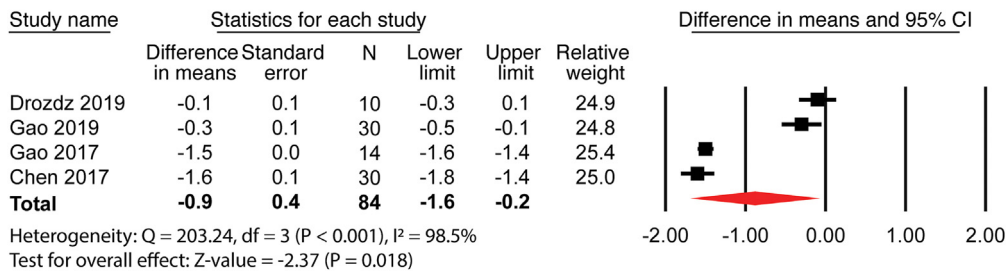 Study name Statistics for each study Difference in means and 95% CI
Difference in means Standard error N Lower limit Upper limit Relative weight
Drozdz 2019 -0.1 0.1 10 -0.3 0.1 24.9
Gao 2019 -0.3 0.1 30 -0.5 -0.1 24.8
Gao 2017 -1.5 0.0 14 -1.6 -1.4 25.4
Chen 2017 -1.6 0.1 30 -1.8 -1.4 25.0
Total -0.9 0.4 84 -1.6 -0.2
Heterogeneity: Q = 203.24, df = 3 (P < 0.001), I² = 98.5%
-2.00 -1.00 0.00 1.00 2.00
Test for overall effect: Z-value = -2.37 (P = 0.018)